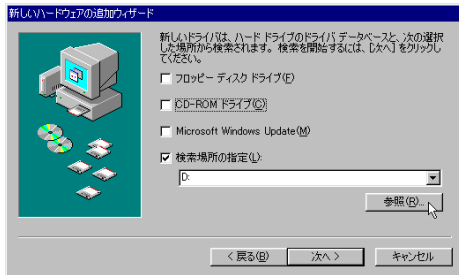 新しいハードウェアの追加ウィザード
新しいドライバは、ハード ドライブのドライバ データベースと、次の選択
した場所から検索されます。検索を開始するには、[次へ] をクリックし
てください。
フロッピー ディスク ドライブ(F)
CD-ROM ドライブ(C)
Microsoft Windows Update(M)
検索場所の指定(L):
D:
参照(R)...
< 戻る(B)
次へ >
キャンセル